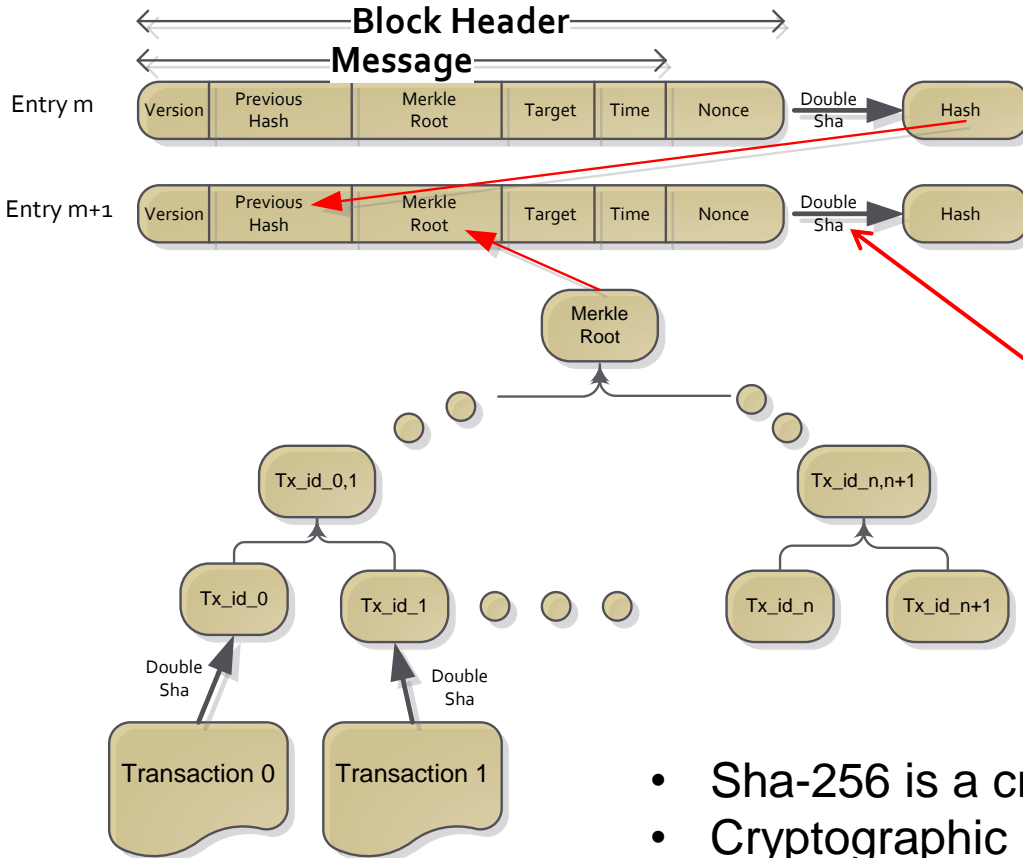 Block Header
Message
Entry m
Version
Previous
Hash
Merkle
Root
Target
Time
Nonce
Double
Sha
Hash
Entry m+1
Version
Previous
Hash
Merkle
Root
Target
Time
Nonce
Double
Sha
Hash
Merkle
Root
Tx_id_0,1
Tx_id_n,n+1
Tx_id_0
Tx_id_1
Tx_id_n
Tx_id_n+1
Double
Sha
Double
Sha
Transaction 0
Transaction 1
• Sha-256 is a
• Cryptographic